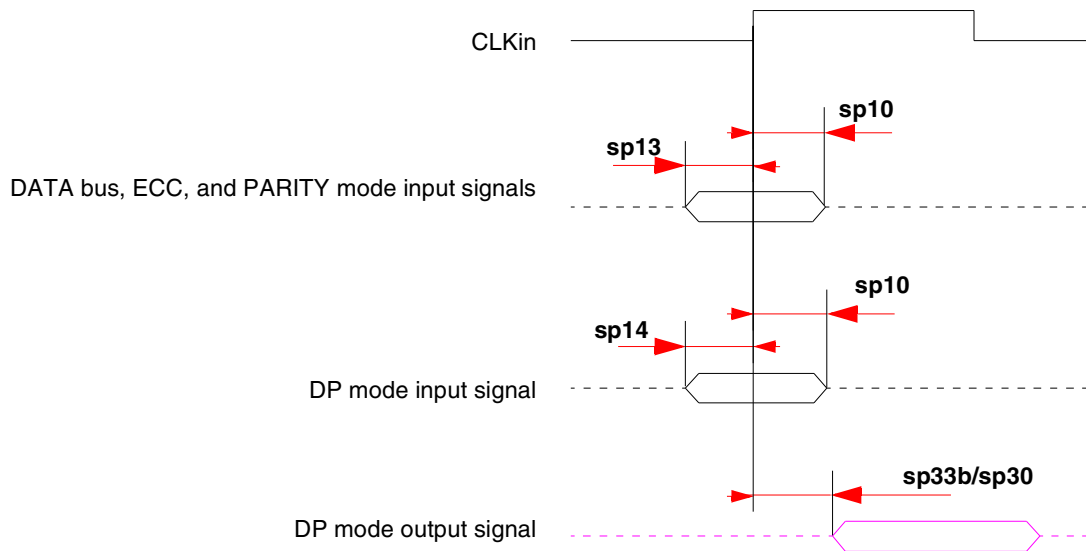 CLKin
sp10
sp13
DATA bus, ECC, and PARITY mode input signals
sp10
sp14
DP mode input signal
sp33b/sp30
DP mode output signal